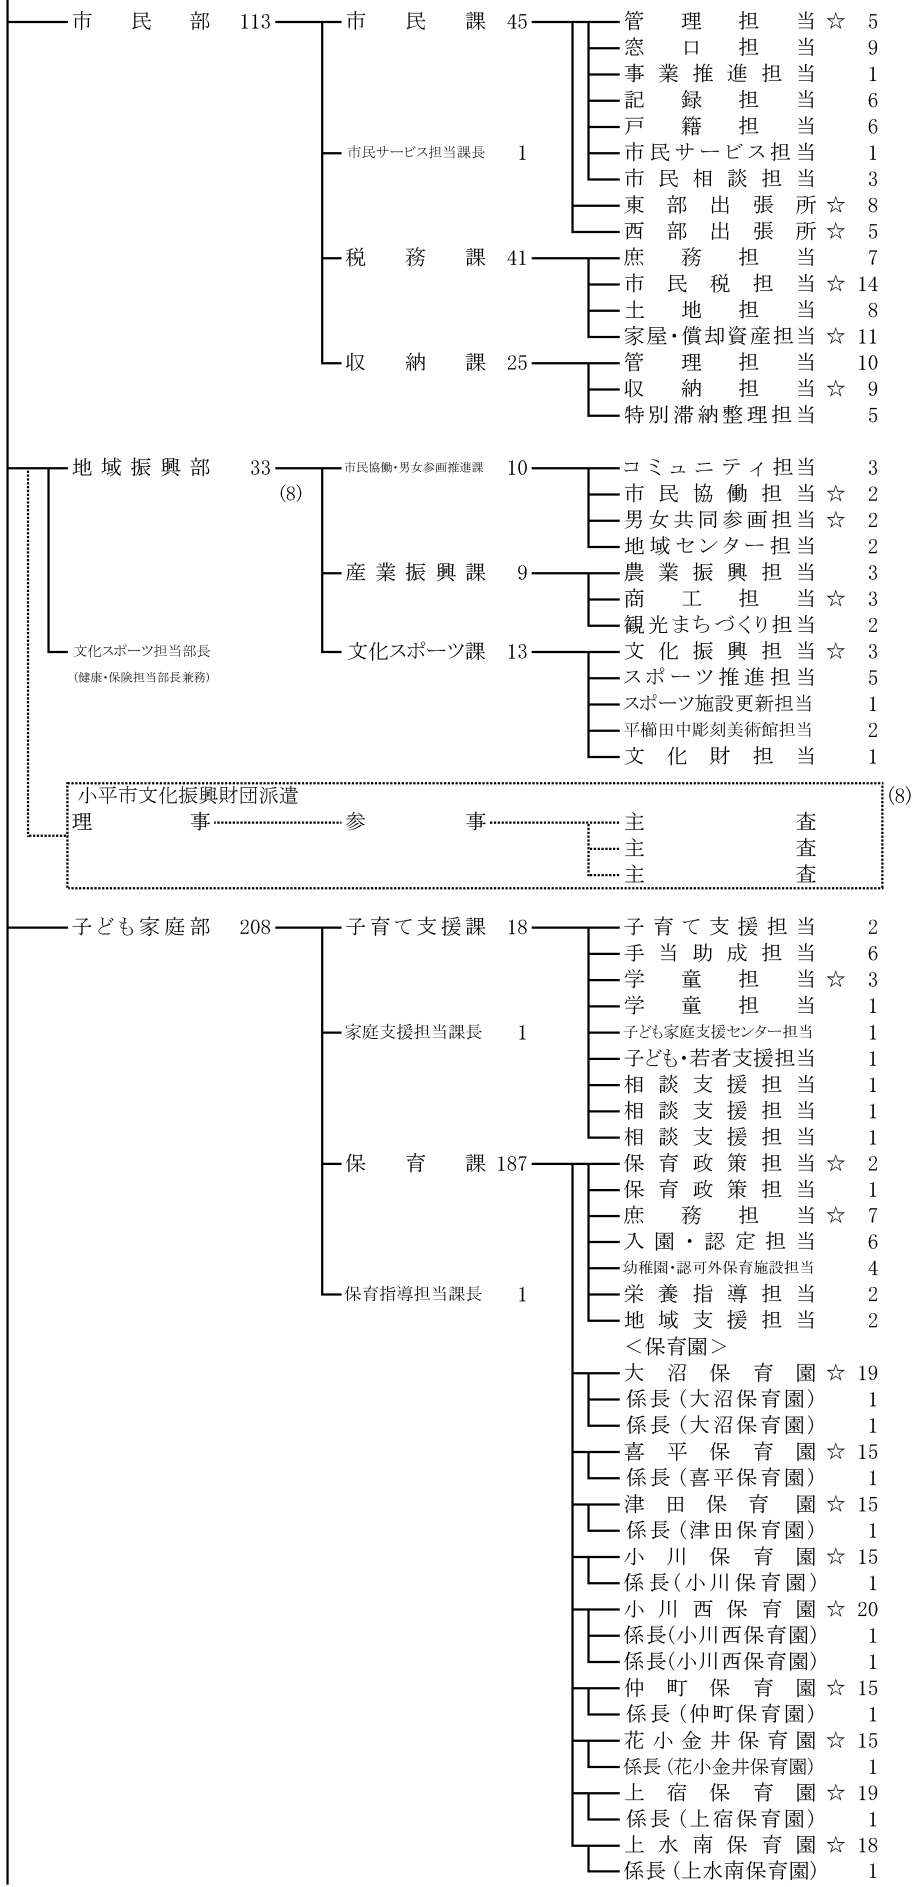 市民部 113 市民課 45 管理担当 ☆ 5
窓口担当 9
事業推進担当 1
記録担当 6
戸籍担当 6
市民サービス担当課長 1 市民サービス担当 1
市民相談担当 3
東部出張所 ☆ 8
西部出張所 ☆ 5
税務課 41 庶務担当 7
市民税担当 ☆ 14
土地担当 8
家屋・償却資産担当 ☆ 11
収納課 25 管理担当 10
収納担当 ☆ 9
特別滞納整理担当 5
地域振興部 33 市民協働・男女参画推進課 10 コミュニティ担当 3
(8) 市民協働担当 ☆ 2
男女共同参画担当 ☆ 2
地域センター担当 2
産業振興課 9 農業振興担当 3
商工担当 ☆ 3
観光まちづくり担当 2
文化スポーツ担当部長 文化スポーツ課 13 文化振興担当 ☆ 3
(健康・保険担当部長兼務) スポーツ推進担当 5
スポーツ施設更新担当 1
平櫛田中彫刻美術館担当 2
文化財担当 1
小平市文化振興財団派遣 (8)
理事 参事 主査
主査
主査
子ども家庭部 208 子育て支援課 18 子育て支援担当 2
手当助成担当 6
学童担当 ☆ 3
学童担当 1
家庭支援担当課長 1 子ども家庭支援センター担当 1
子ども・若者支援担当 1
相談支援担当 1
相談支援担当 1
相談支援担当 1
保育課 187 保育政策担当 ☆ 2
保育政策担当 1
庶務担当 ☆ 7
入園・認定担当 6
幼稚園・認可外保育施設担当 4
保育指導担当課長 1 栄養指導担当 2
地域支援担当 2
＜保育園＞
大沼保育園 ☆ 19
係長(大沼保育園) 1
係長(大沼保育園) 1
喜平保育園 ☆ 15
係長(喜平保育園) 1
津田保育園 ☆ 15
係長(津田保育園) 1
小川保育園 ☆ 15
係長(小川保育園) 1
小川西保育園 ☆ 20
係長(小川西保育園) 1
係長(小川西保育園) 1
仲町保育園 ☆ 15
係長(仲町保育園) 1
花小金井保育園 ☆ 15
係長(花小金井保育園) 1
上宿保育園 ☆ 19
係長(上宿保育園) 1
上水南保育園 ☆ 18
係長(上水南保育園) 1